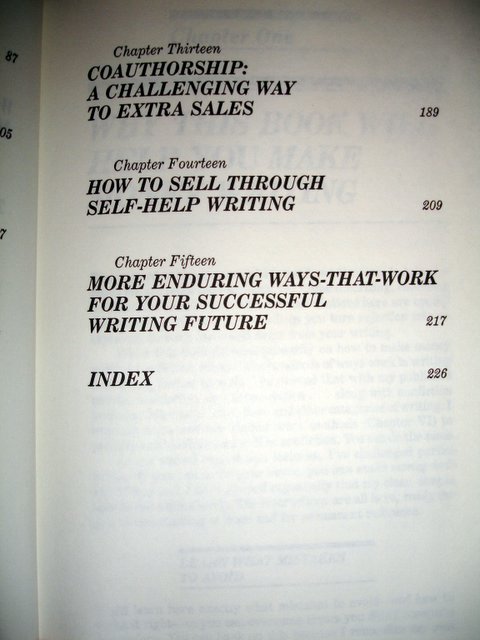 87
05
7
Chapter Thirteen
COAUTHORSHIP:
A CHALLENGING WAY
TO EXTRA SALES 189
Chapter Fourteen
HOW TO SELL THROUGH
SELF-HELP WRITING 209
Chapter Fifteen
MORE ENDURING WAYS-THAT-WORK
FOR YOUR SUCCESSFUL
WRITING FUTURE 217
INDEX 226